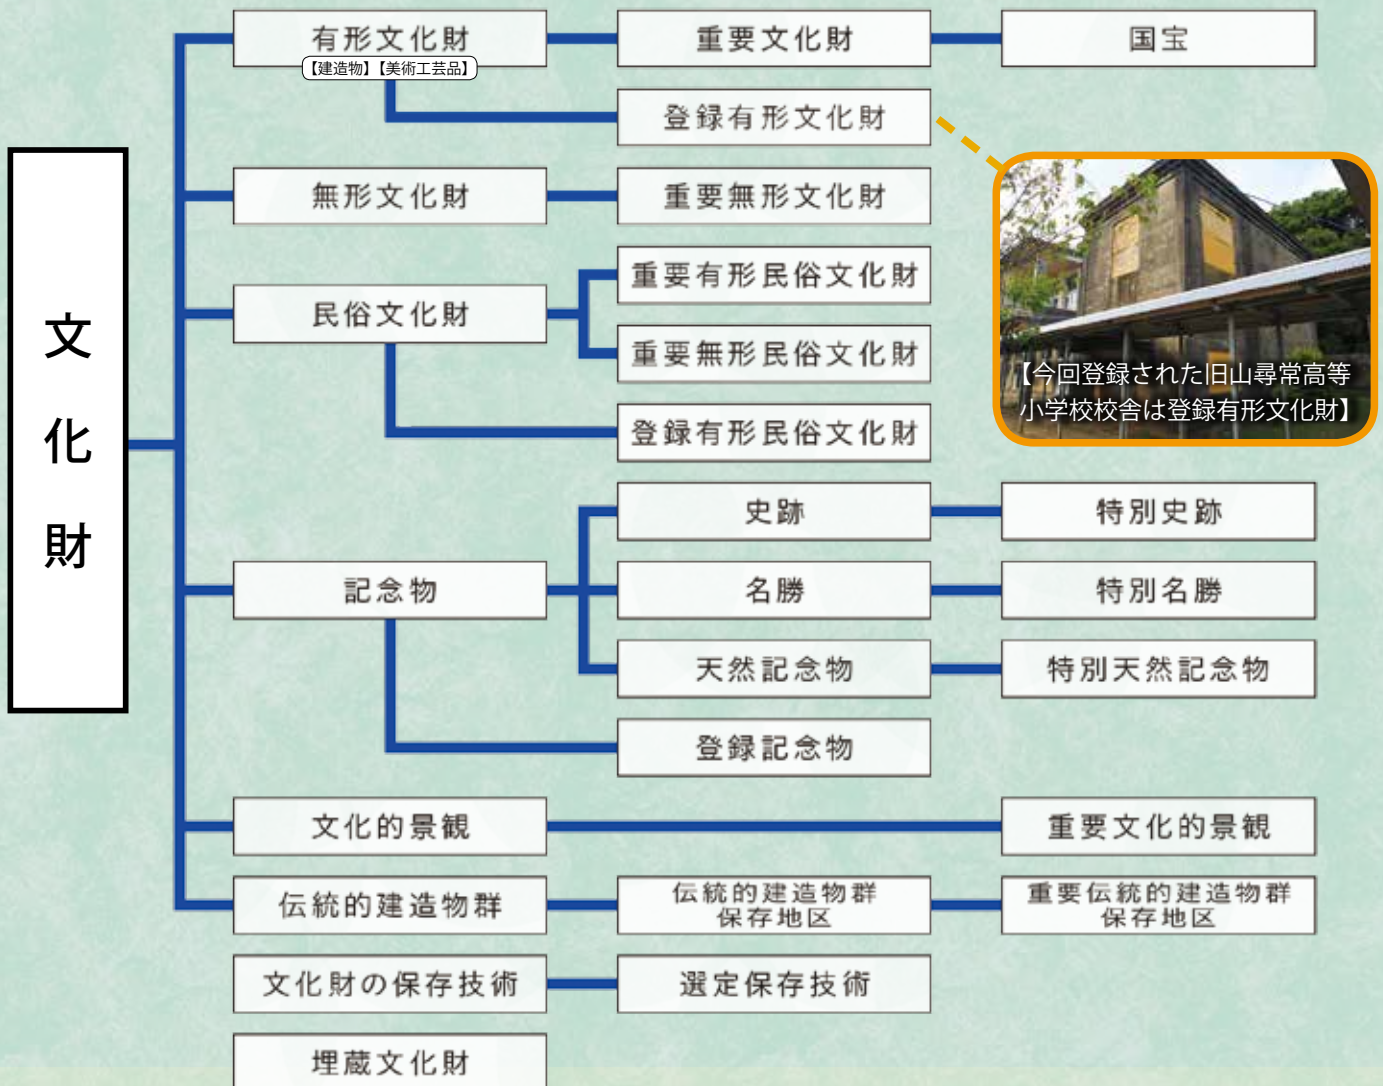 文化財
有形文化財
【建造物】【美術工芸品】
重要文化財
国宝
登録有形文化財
無形文化財
重要無形文化財
民俗文化財
重要有形民俗文化財
重要無形民俗文化財
登録有形民俗文化財
【今回登録された旧山尋常高等
小学校校舎は登録有形文化財】
記念物
史跡
特別史跡
名勝
特別名勝
天然記念物
特別天然記念物
登録記念物
文化的景観
重要文化的景観
伝統的建造物群
伝統的建造物群
保存地区
重要伝統的建造物群
保存地区
文化財の保存技術
選定保存技術
埋蔵文化財